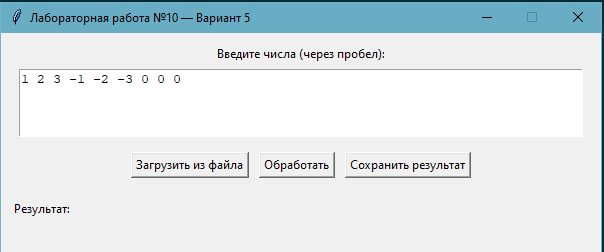 Лабораторная работа №10 — Вариант 5
Введите числа (через пробел):
1 2 3 -1 -2 -3 0 0 0
Загрузить из файла Обработать Сохранить результат
Результат: